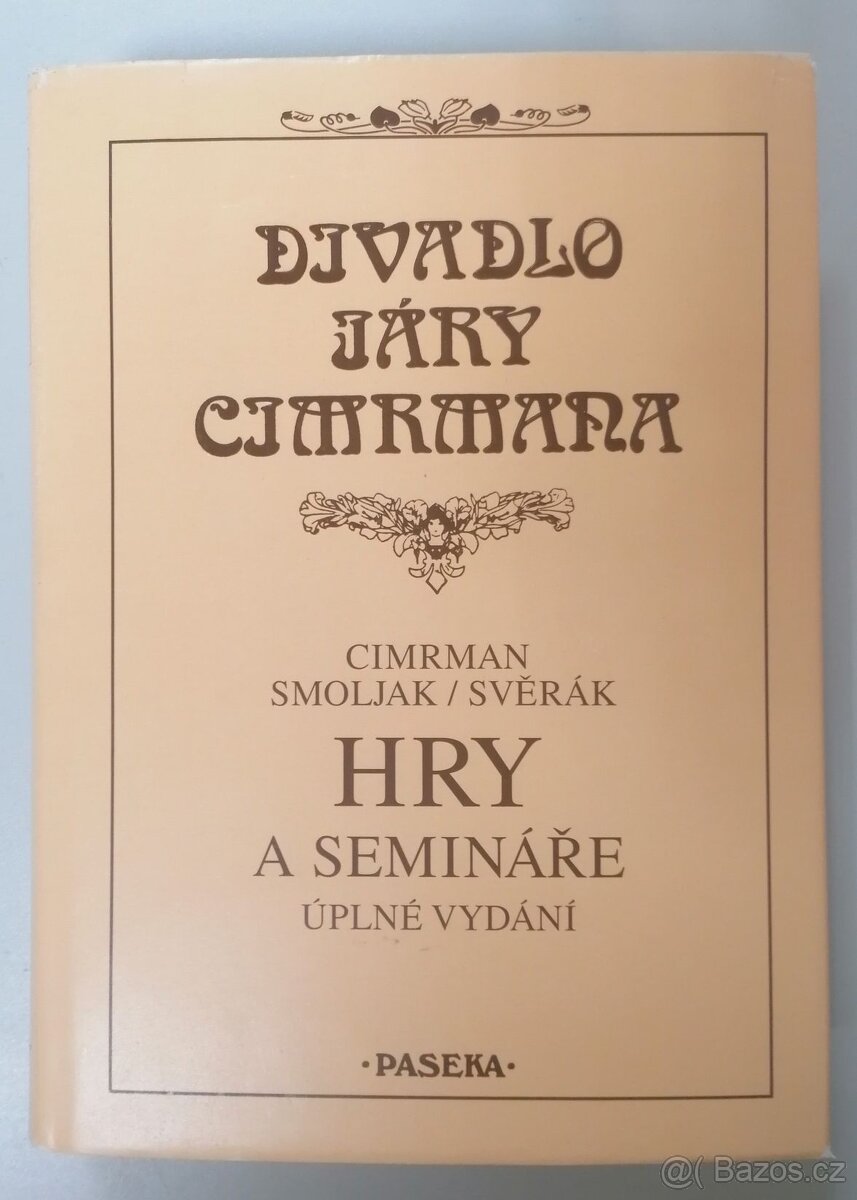 DIVADLO
JÁRY
CIMRMANA
CIMRMAN
SMOLJAK / SVĚRÁK
HRY
A SEMINÁŘE
ÚPLNÉ VYDÁNÍ
·PASEKA·
@( Bazos.cz